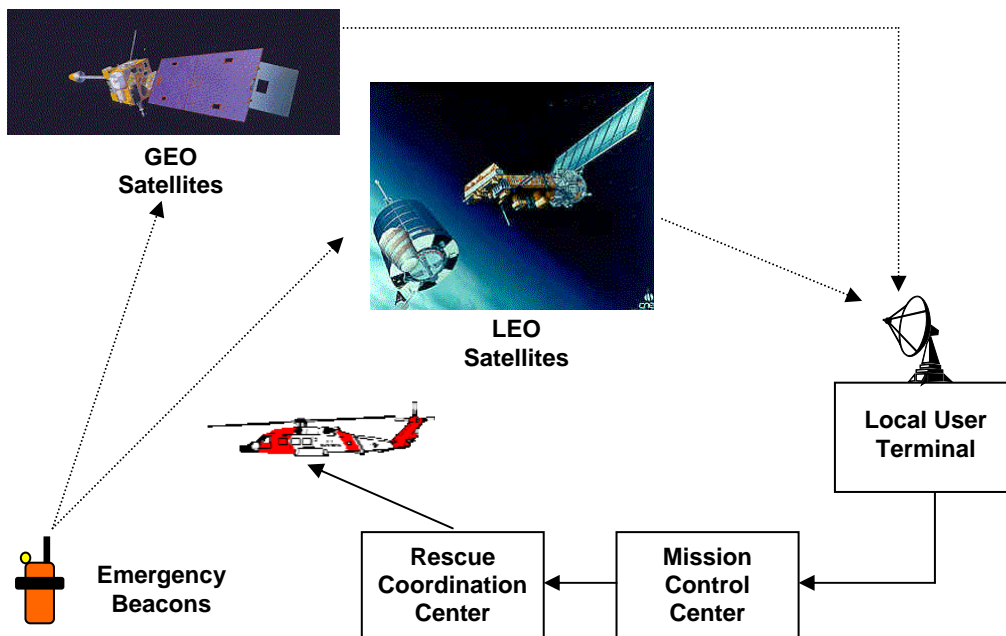 GEO
Satellites
LEO
Satellites
Local User
Terminal
Emergency
Beacons
Rescue
Coordination
Center
Mission
Control
Center